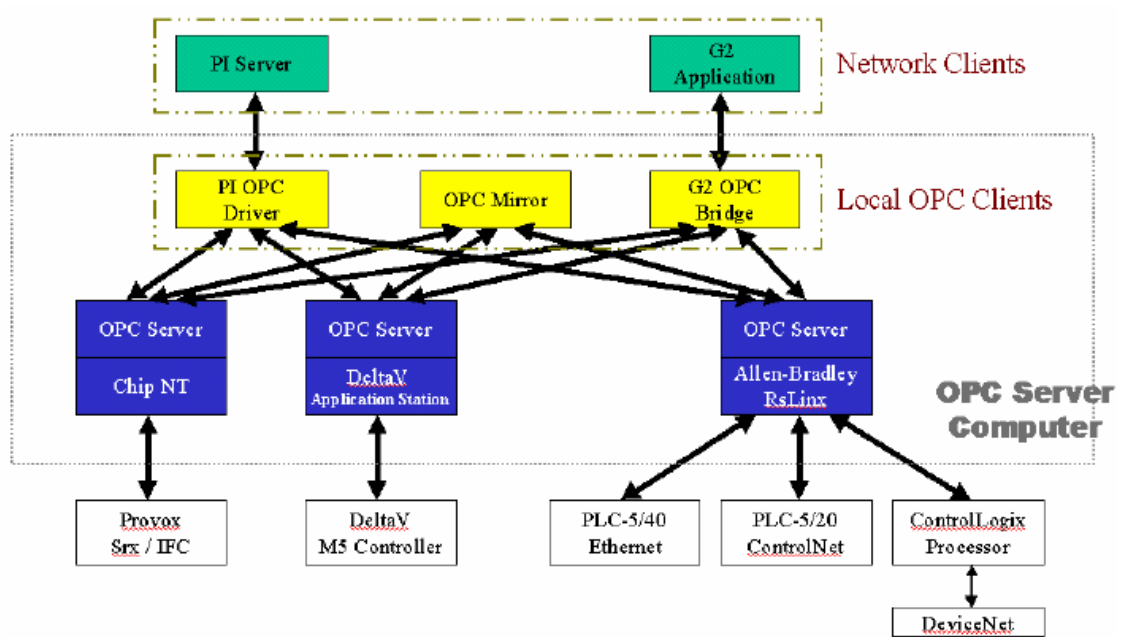 PI Server
G2
Application
Network Clients
PI OPC
Driver
OPC Mirror
G2 OPC
Bridge
Local OPC Clients
OPC Server
Chip NT
OPC Server
DeltaV
Application Station
OPC Server
Allen-Bradley
RsLinx
OPC Server
Computer
Provox
Srx / IFC
DeltaV
M5 Controller
PLC-5/40
Ethernet
PLC-5/20
ControlNet
ControlLogix
Processor
DeviceNet